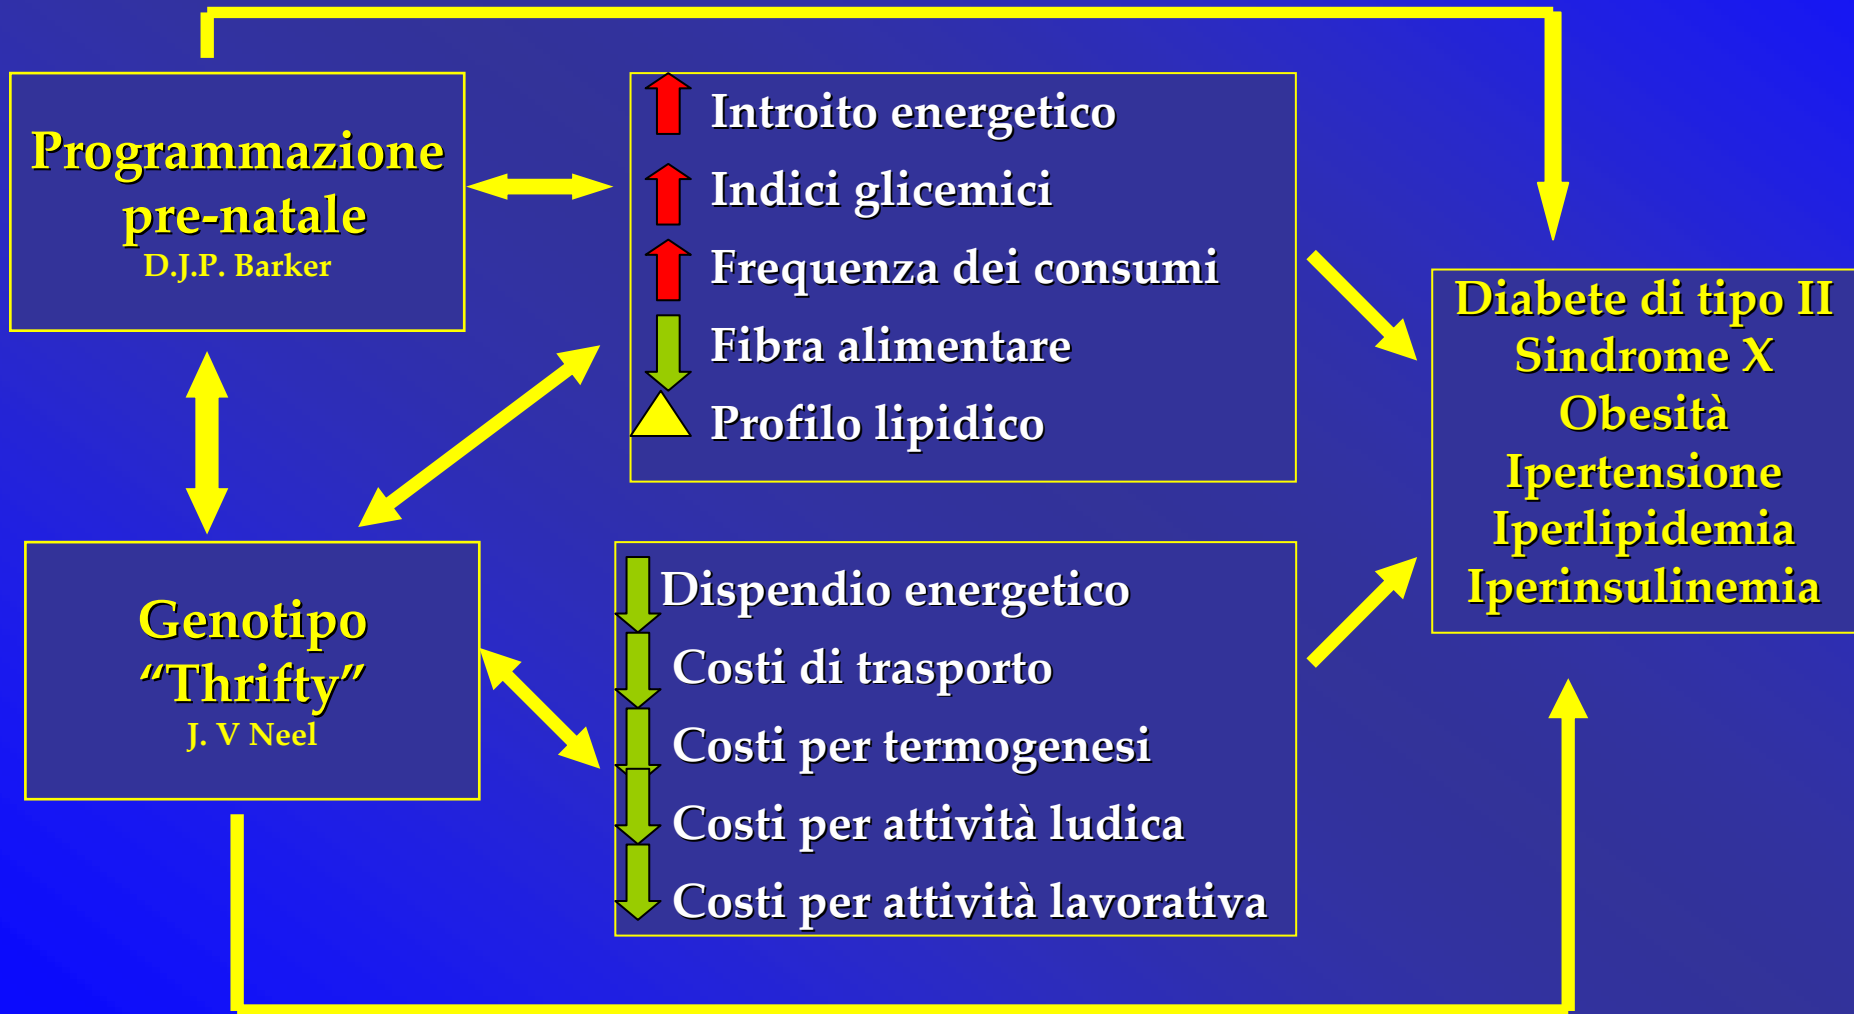 Programmazione
pre-natale
D.J.P. Barker
Introito energetico
Indici glicemici
Frequenza dei consumi
Fibra alimentare
Profilo lipidico
Genotipo
“Thrifty”
J. V Neel
Dispendio energetico
Costi di trasporto
Costi per termogenesi
Costi per attività ludica
Costi per attività lavorativa
Diabete di tipo II
Sindrome X
Obesità
Ipertensione
Iperlipidemia
Iperinsulinemia